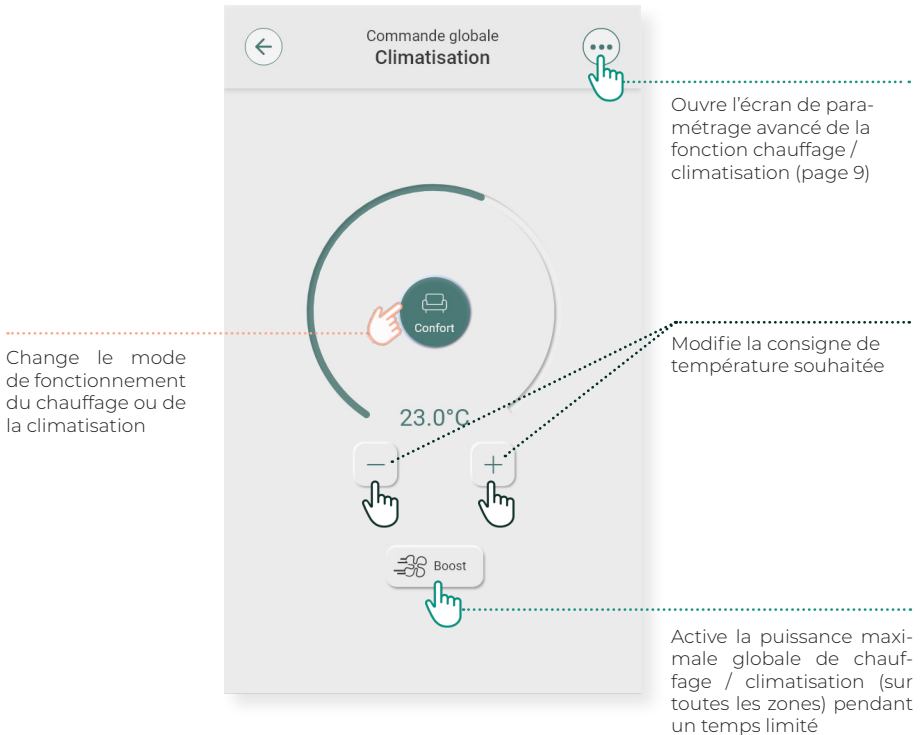 Commande globale
Climatisation
Ouvre l’écran de para-
métrage avancé de la
fonction chauffage /
climatisation (page 9)
Confort
Change le mode
de fonctionnement
du chauffage ou de
la climatisation
Modifie la consigne de
température souhaitée
23.0°C
Boost
Active la puissance maxi-
male globale de chauf-
fage / climatisation (sur
toutes les zones) pendant
un temps limité